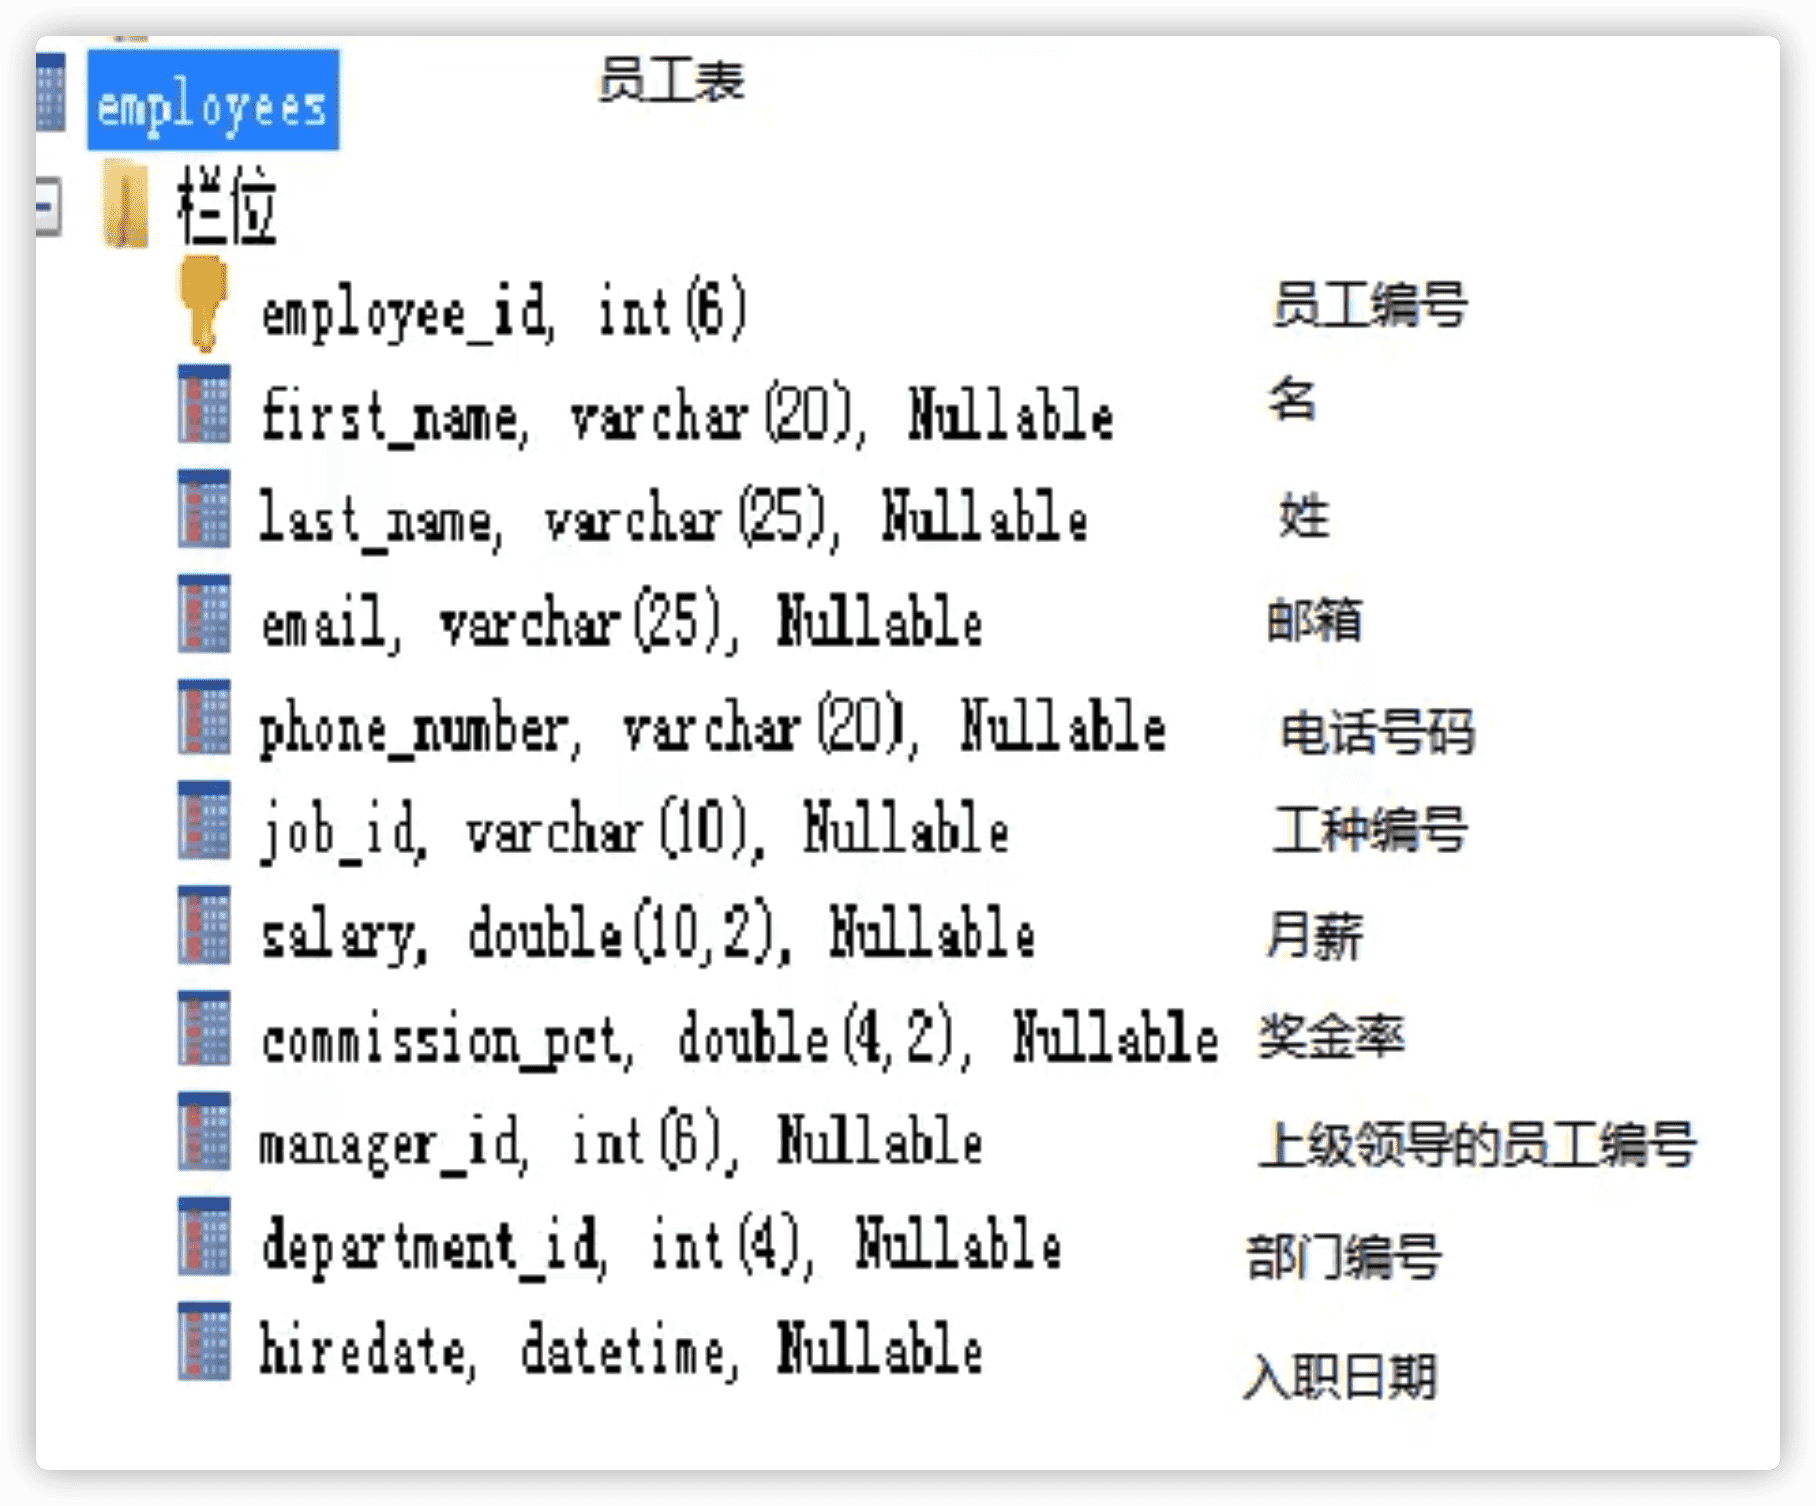 employees 员工表
栏位
employee_id, int(6) 员工编号
first_name, varchar(20), Nullable 名
last_name, varchar(25), Nullable 姓
email, varchar(25), Nullable 邮箱
phone_number, varchar(20), Nullable 电话号码
job_id, varchar(10), Nullable 工种编号
salary, double(10,2), Nullable 月薪
commission_pct, double(4,2), Nullable 奖金率
manager_id, int(6), Nullable 上级领导的员工编号
department_id, int(4), Nullable 部门编号
hiredate, datetime, Nullable 入职日期